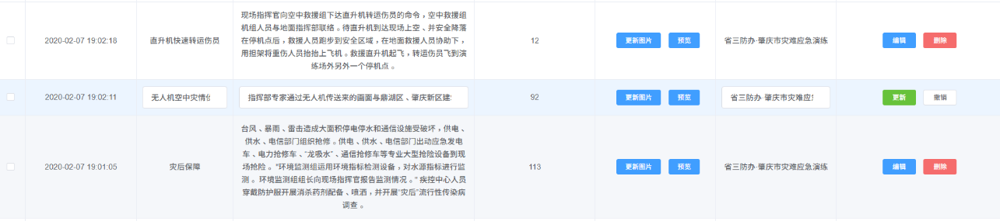 现场指挥官向空中救援组下达直升机转运伤员的命令，空中救援组
机组人员与地面指挥部联络。待直升机到达现场上空、并安全降落
2020-02-07 19:02:18 直升机快速转运伤员 在停机点后，救援人员跑步到安全区域，在地面救援人员协助下， 12 更新图片 预览 省三防办·肇庆市灾难应急演练 编辑 删除
用担架将重伤人员抬抬上飞机。救援直升机起飞，转运伤员飞到演
练场外另外一个停机点。
2020-02-07 19:02:11 无人机空中灾情 指挥部专家通过无人机传送来的画面与鼎湖区、肇庆新区建 92 更新图片 预览 省三防办·肇庆市灾难应 更新 撤销
台风、暴雨、雷击造成大面积停电停水和通信设施受破坏，供电、
供水、电信部门组织抢修。供电、供水、电信部门出动应急发电
车、电力抢修车、“龙吸水”、通信抢修车等专业大型抢险设备到现
2020-02-07 19:01:05 灾后保障 场抢险。"环境监测组运用环境指标检测设备，对水源指标进行监 113 更新图片 预览 省三防办·肇庆市灾难应急演练 编辑 删除
测。环境监测组组长向现场指挥官报告监测情况。" 疾控中心人员
穿戴防护服开展消杀药剂配备、喷洒，并开展“灾后”流行性传染病
调查。